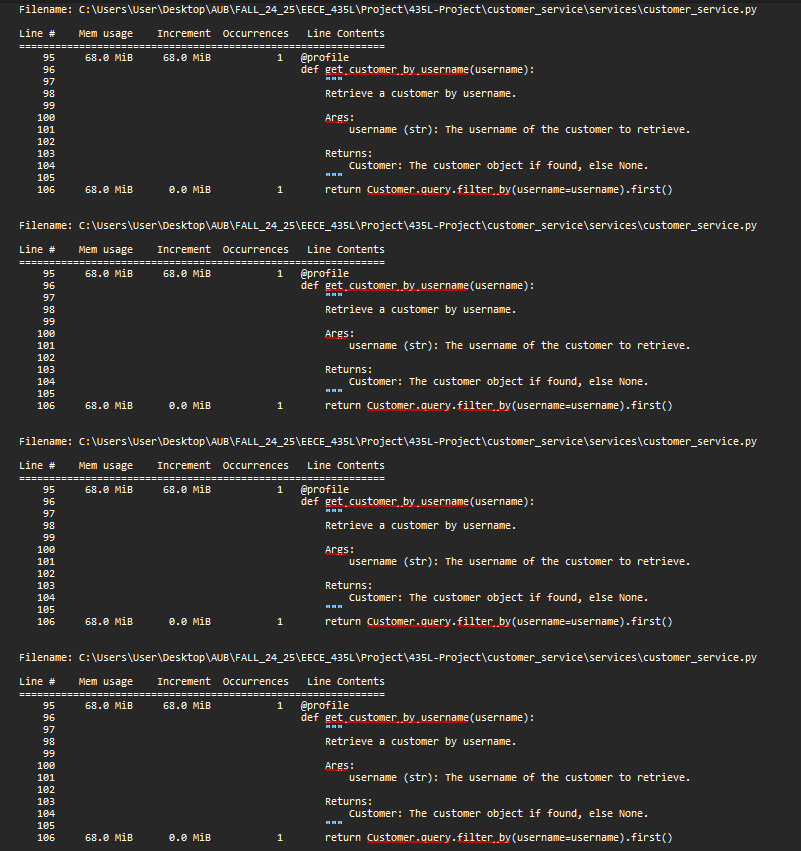 Filename: C:\Users\User\Desktop\AUB\FALL_24_25\EECE_435L\Project\435L-Project\customer_service\services\customer_service.py
Line # Mem usage Increment Occurrences Line Contents
=============================================================
95 68.0 MiB 68.0 MiB 1 @profile
96 def get_customer_by_username(username):
97 """
98 Retrieve a customer by username.
99
100 Args:
101 username (str): The username of the customer to retrieve.
102
103 Returns:
104 Customer: The customer object if found, else None.
105 """
106 68.0 MiB 0.0 MiB 1 return Customer.query.filter_by(username=username).first()
Filename: C:\Users\User\Desktop\AUB\FALL_24_25\EECE_435L\Project\435L-Project\customer_service\services\customer_service.py
Line # Mem usage Increment Occurrences Line Contents
=============================================================
95 68.0 MiB 68.0 MiB 1 @profile
96 def get_customer_by_username(username):
97 """
98 Retrieve a customer by username.
99
100 Args:
101 username (str): The username of the customer to retrieve.
102
103 Returns:
104 Customer: The customer object if found, else None.
105 """
106 68.0 MiB 0.0 MiB 1 return Customer.query.filter_by(username=username).first()
Filename: C:\Users\User\Desktop\AUB\FALL_24_25\EECE_435L\Project\435L-Project\customer_service\services\customer_service.py
Line # Mem usage Increment Occurrences Line Contents
=============================================================
95 68.0 MiB 68.0 MiB 1 @profile
96 def get_customer_by_username(username):
97 """
98 Retrieve a customer by username.
99
100 Args:
101 username (str): The username of the customer to retrieve.
102
103 Returns:
104 Customer: The customer object if found, else None.
105 """
106 68.0 MiB 0.0 MiB 1 return Customer.query.filter_by(username=username).first()
Filename: C:\Users\User\Desktop\AUB\FALL_24_25\EECE_435L\Project\435L-Project\customer_service\services\customer_service.py
Line # Mem usage Increment Occurrences Line Contents
=============================================================
95 68.0 MiB 68.0 MiB 1 @profile
96 def get_customer_by_username(username):
97 """
98 Retrieve a customer by username.
99
100 Args:
101 username (str): The username of the customer to retrieve.
102
103 Returns:
104 Customer: The customer object if found, else None.
105 """
106 68.0 MiB 0.0 MiB 1 return Customer.query.filter_by(username=username).first()